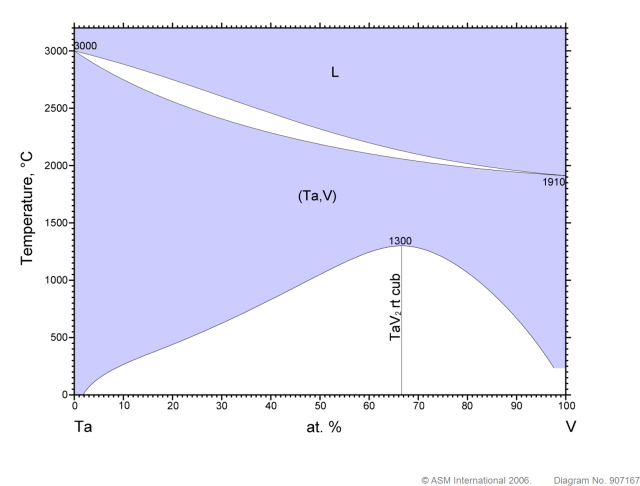 3000
3000
L
2500
2000
1910
(Ta,V)
1500
1300
1000
500
0
Temperature, °C
TaV₂ rt cub
0 10 20 30 40 50 60 70 80 90 100
Ta at. % V
© ASM International 2006. Diagram No. 907167